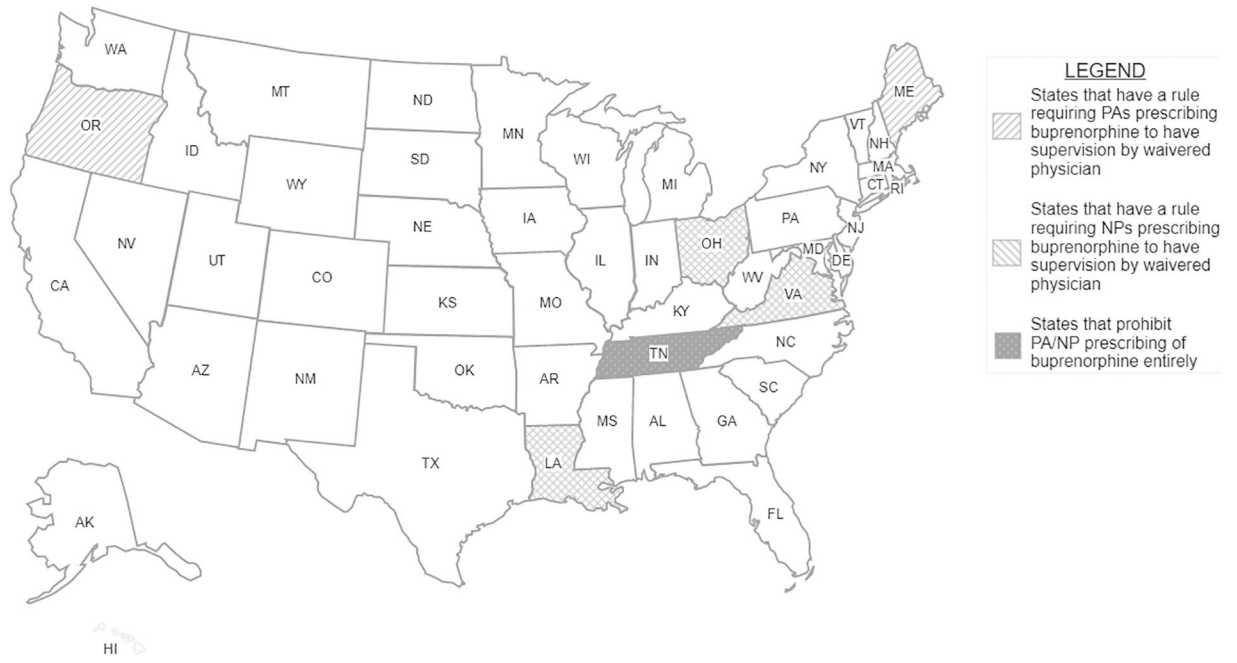 WA
MT
ND
MN
ME
OR
ID
SD
WI
VT
NH
NY
MA
CT
RI
WY
MI
IA
NE
PA
NJ
NV
UT
CO
IL
IN
OH
MD
DE
WV
VA
CA
KS
MO
KY
AZ
NM
OK
AR
TN
NC
SC
MS
AL
GA
TX
LA
FL
AK
HI
LEGEND
States that have a rule
requiring PAs prescribing
buprenorphine to have
supervision by waivered
physician
States that have a rule
requiring NPs prescribing
buprenorphine to have
supervision by waivered
physician
States that prohibit
PA/NP prescribing of
buprenorphine entirely